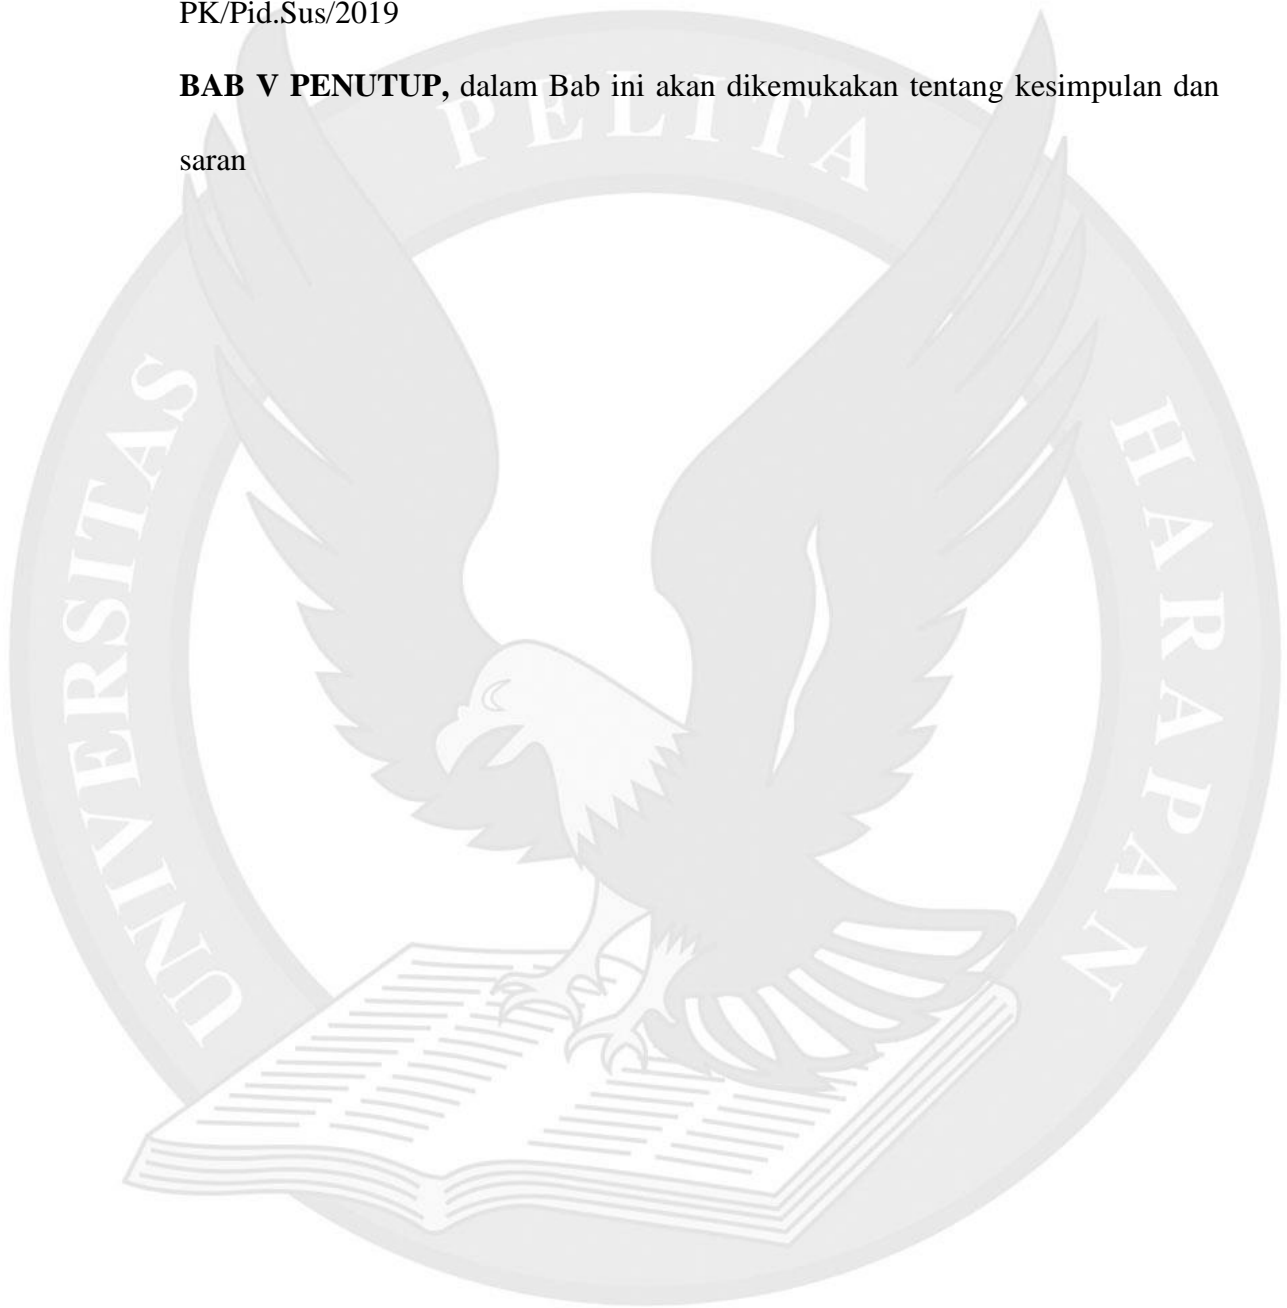 PK/Pid.Sus/2019
BAB V PENUTUP, dalam Bab ini akan dikemukakan tentang kesimpulan dan
saran
UNIVERSITAS
PELITA
HARAPAN